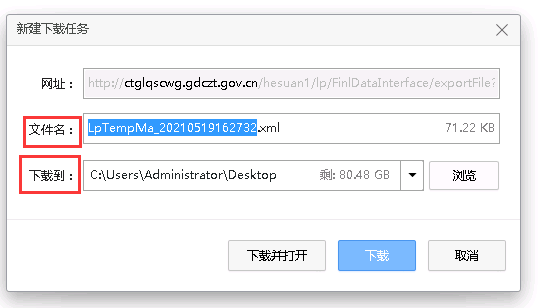 新建下载任务
网址： http://ctglqscwg.gdczt.gov.cn/hesuan1/lp/FinlDataInterface/exportFile?
文件名： LpTempMa_20210519162732.xml 71.22 KB
下载到： C:\Users\Administrator\Desktop 剩: 80.48 GB 浏览
下载并打开 下载 取消